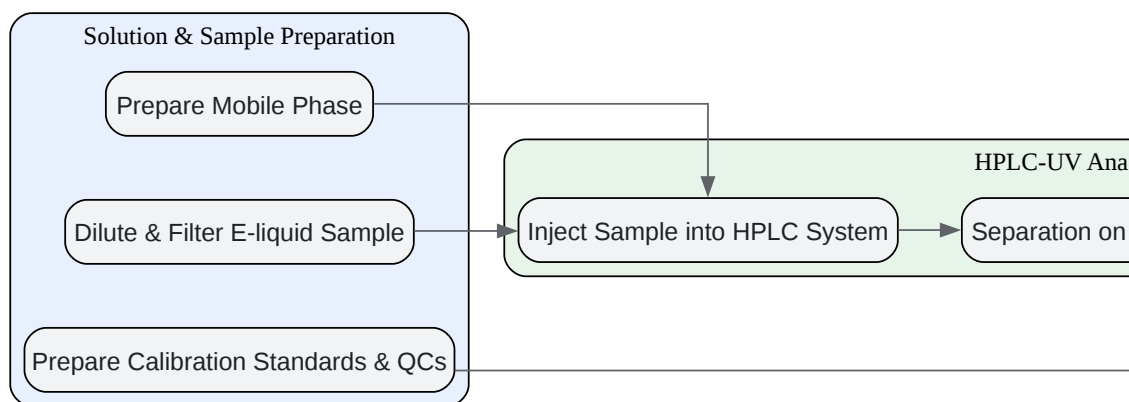 Solution & Sample Preparation
Prepare Mobile Phase
HPLC-UV Ana
Dilute & Filter E-liquid Sample
Inject Sample into HPLC System
Separation on
Prepare Calibration Standards & QCs